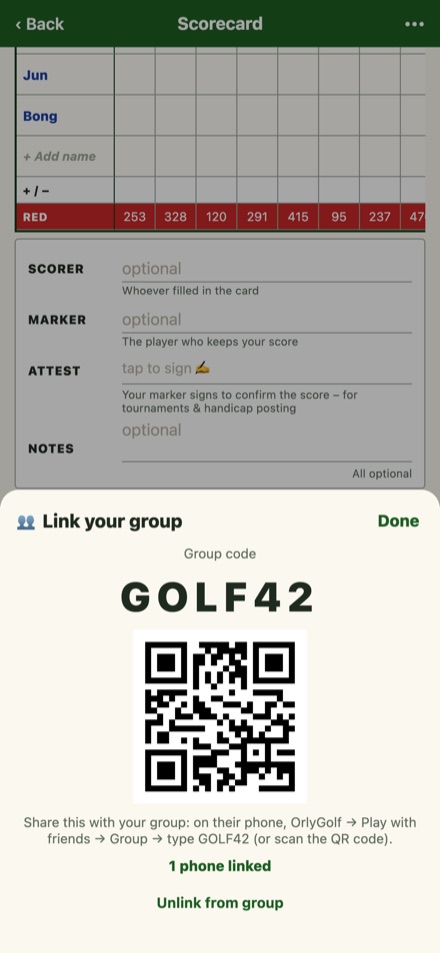 ‹ Back Scorecard •••
Jun
Bong
+ Add name
+ / –
RED 253 328 120 291 415 95 237 47
SCORER optional
Whoever filled in the card
MARKER optional
The player who keeps your score
ATTEST tap to sign ✍️
Your marker signs to confirm the score – for
tournaments & handicap posting
NOTES optional
All optional
👥 Link your group Done
Group code
GOLF42
Share this with your group: on their phone, OrlyGolf → Play with
friends → Group → type GOLF42 (or scan the QR code).
1 phone linked
Unlink from group